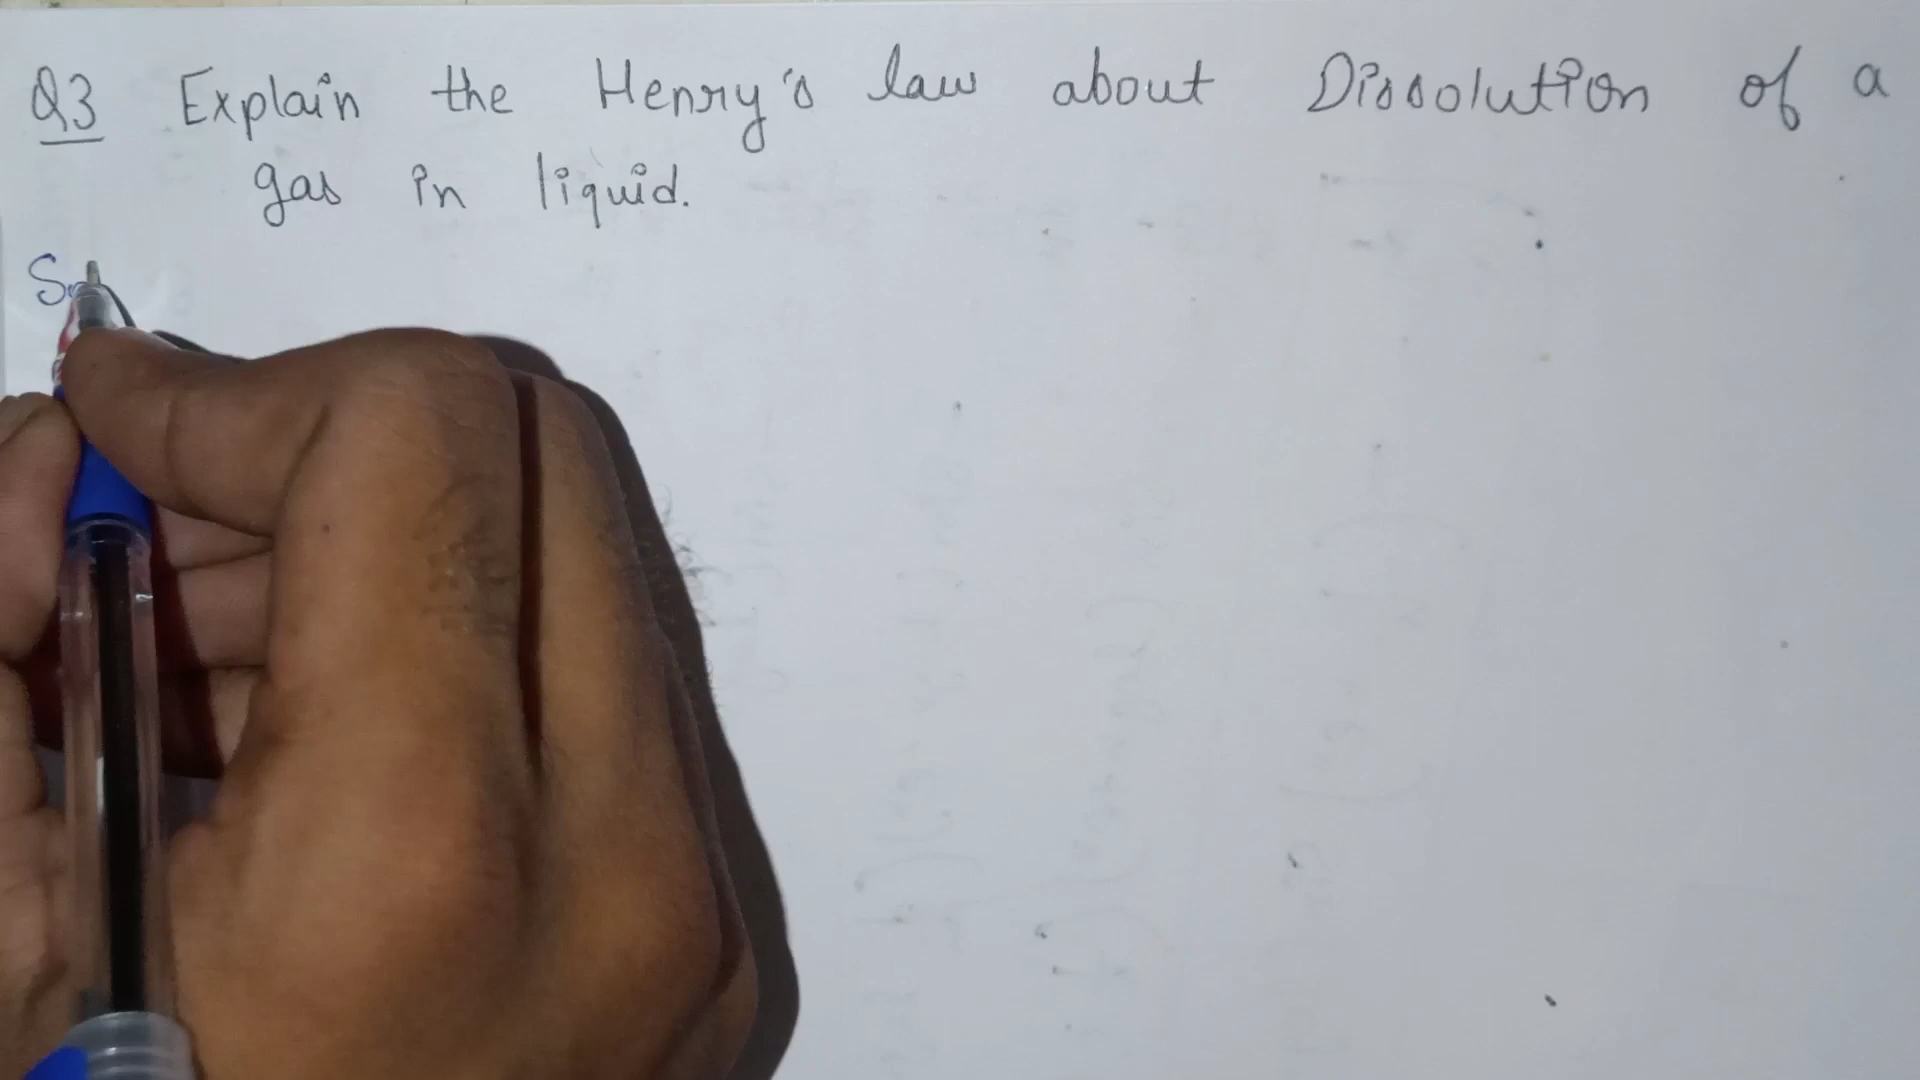 Q3 Explain the Henry's law about Dissolution of a
gas in liquid.